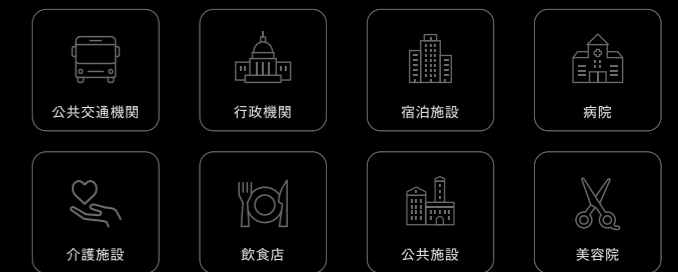 公共交通機関
行政機関
宿泊施設
病院
介護施設
飲食店
公共施設
美容院